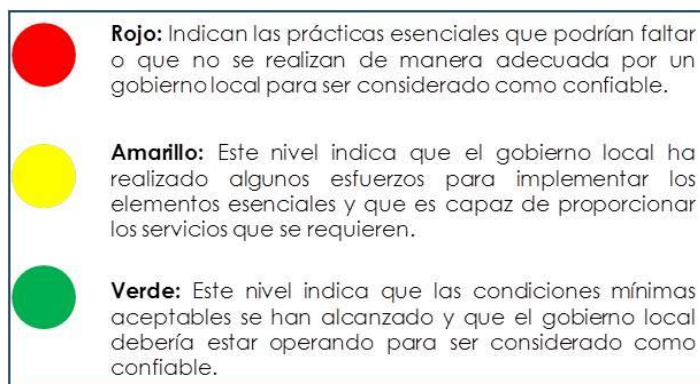 Rojo: Indican las prácticas esenciales que podrían faltar
o que no se realizan de manera adecuada por un
gobierno local para ser considerado como confiable.
Amarillo: Este nivel indica que el gobierno local ha
realizado algunos esfuerzos para implementar los
elementos esenciales y que es capaz de proporcionar
los servicios que se requieren.
Verde: Este nivel indica que las condiciones mínimas
aceptables se han alcanzado y que el gobierno local
debería estar operando para ser considerado como
confiable.